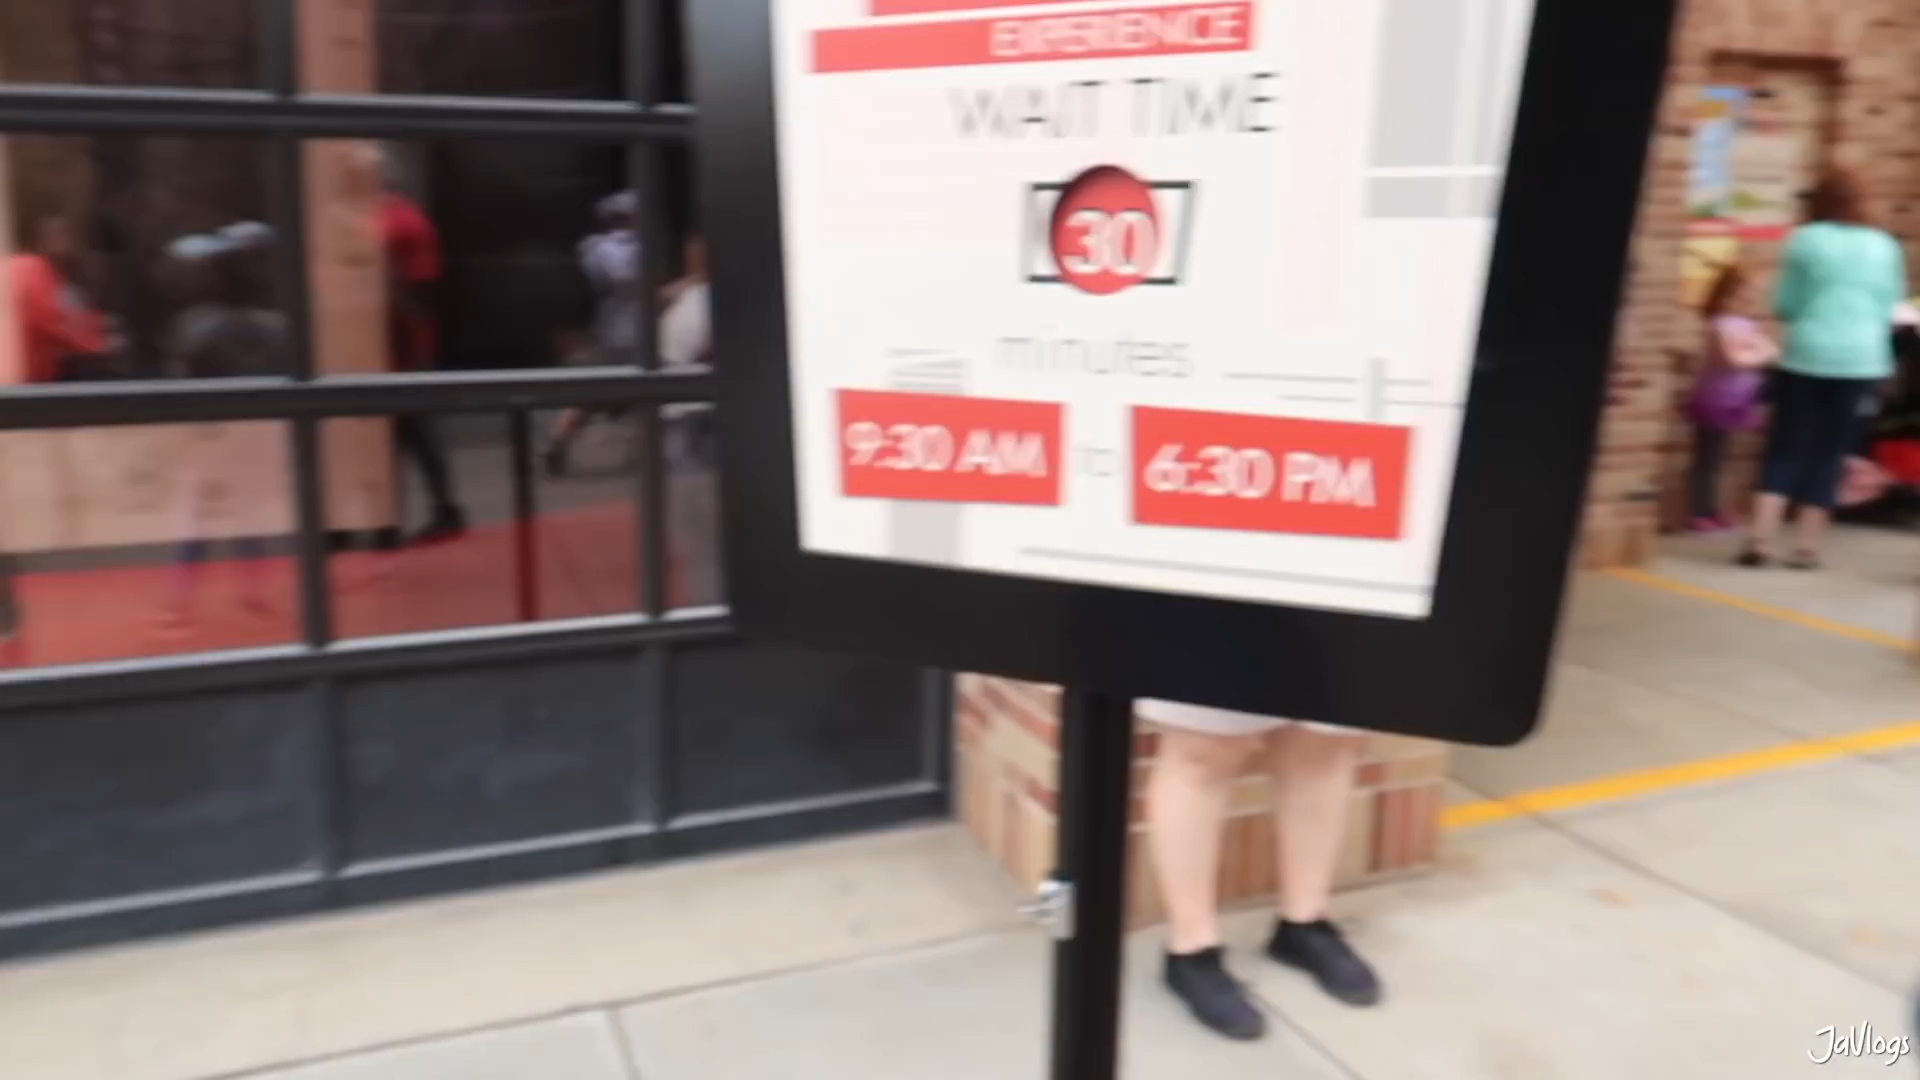 EXPERIENCE
WAIT TIME
30
minutes
9:30 AM to 6:30 PM
JaVlogs